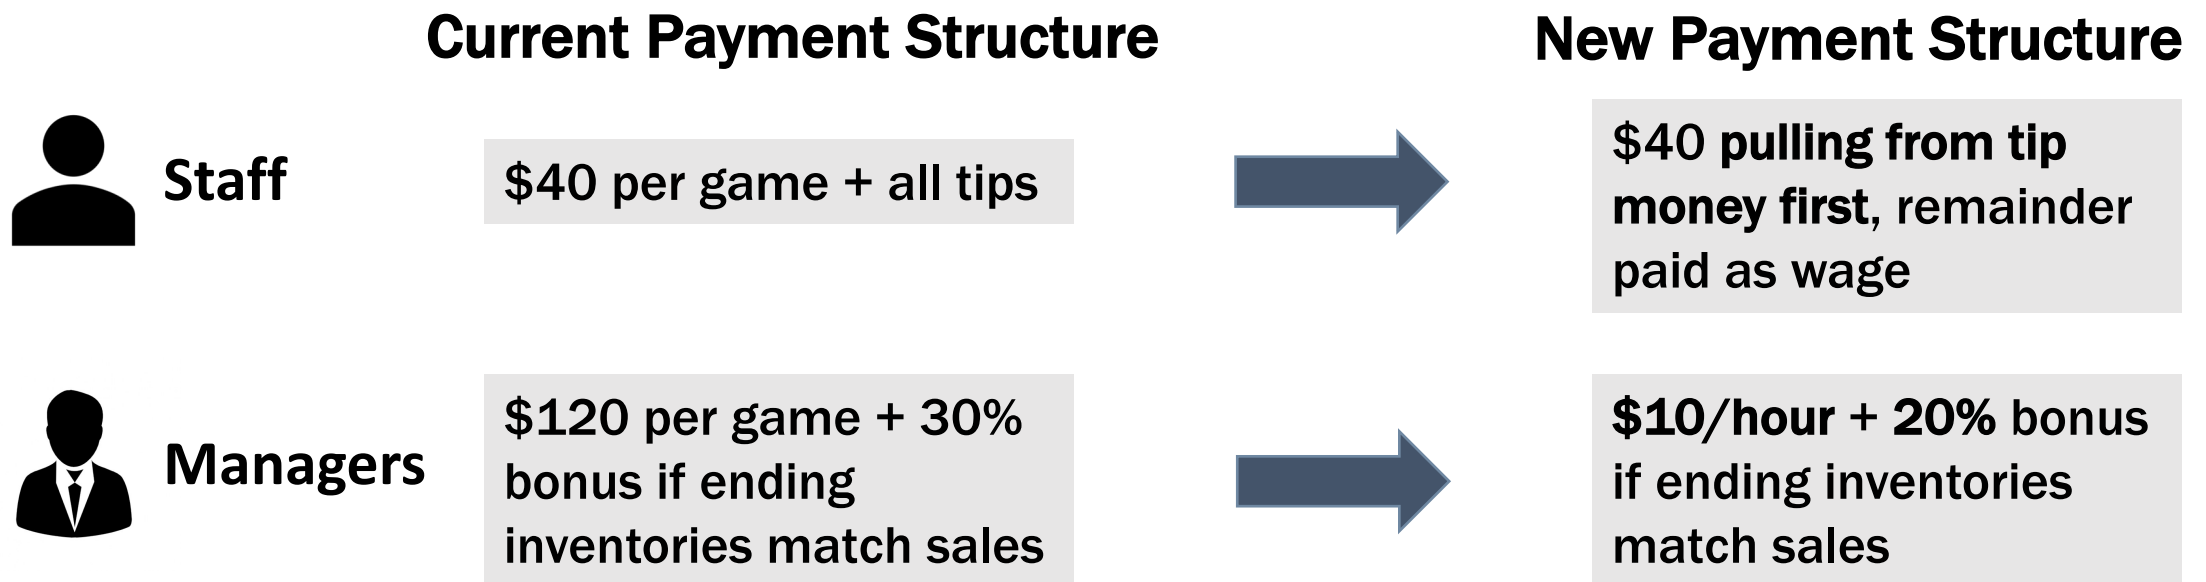 Current Payment Structure
New Payment Structure
Staff
$40 per game + all tips
$40 pulling from tip
money first, remainder
paid as wage
Managers
$120 per game + 30%
bonus if ending
inventories match sales
$10/hour + 20% bonus
if ending inventories
match sales